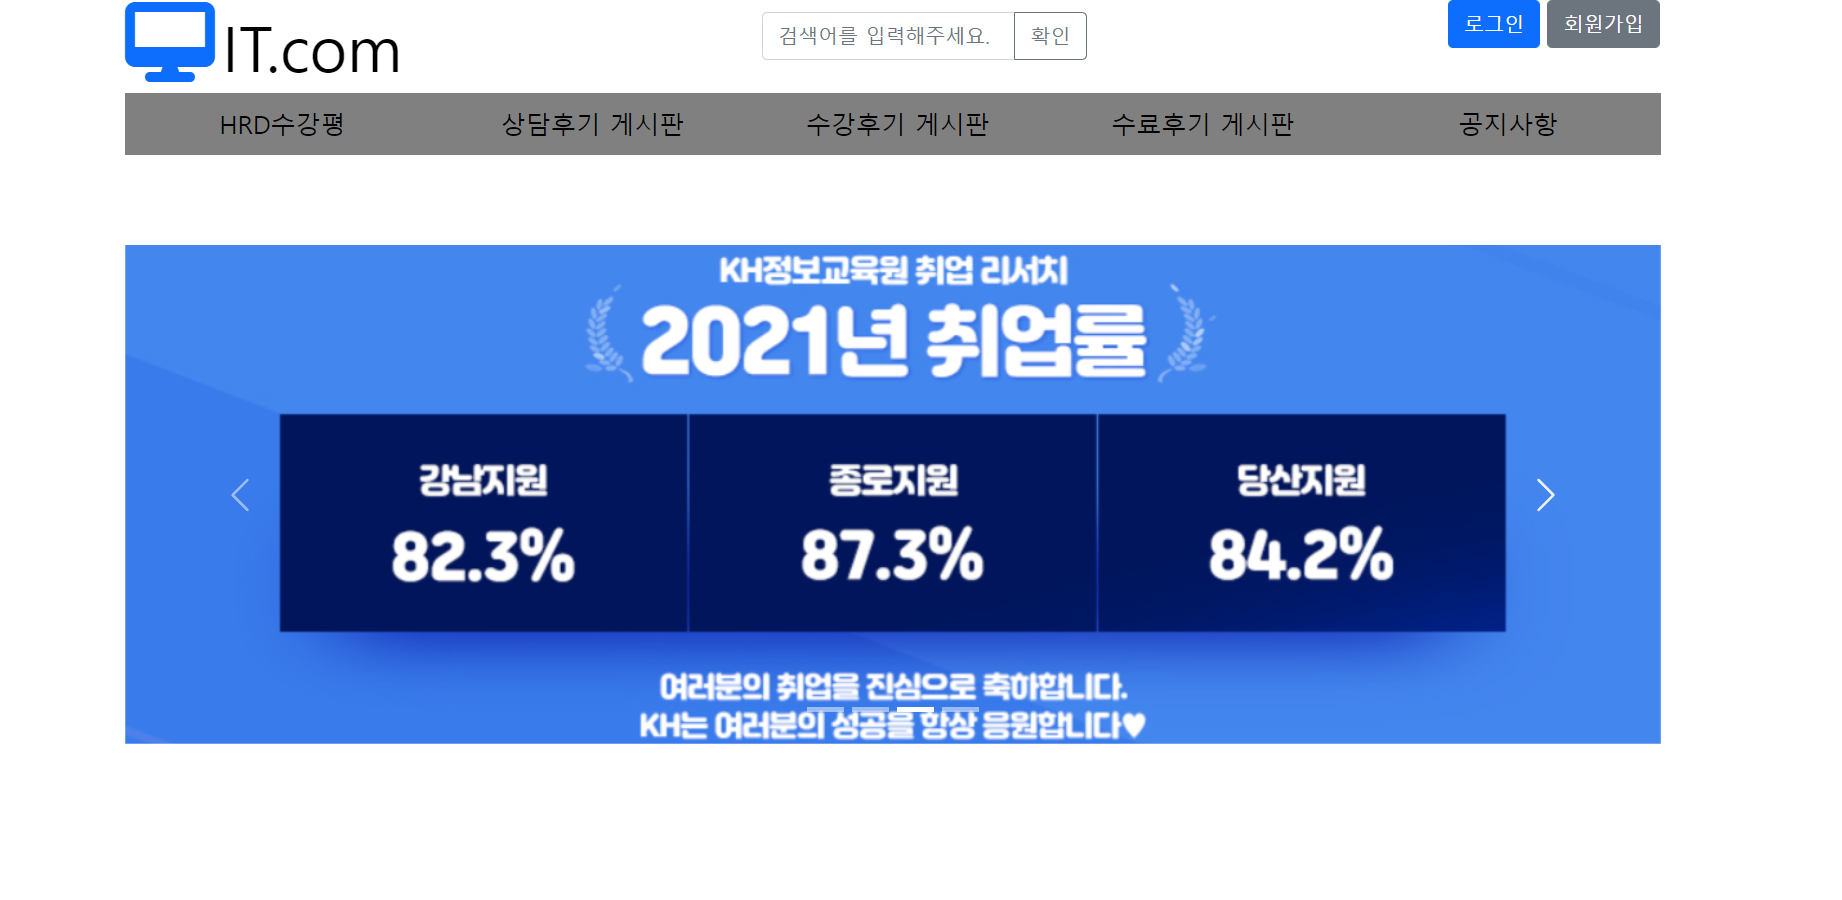 IT.com
검색어를 입력해주세요. 확인
로그인 회원가입
HRD수강평 상담후기 게시판 수강후기 게시판 수료후기 게시판 공지사항
KH정보교육원 취업 리서치
2021년 취업률
강남지원 종로지원 당산지원
82.3% 87.3% 84.2%
여러분의 취업을 진심으로 축하합니다.
KH는 여러분의 성공을 항상 응원합니다♥